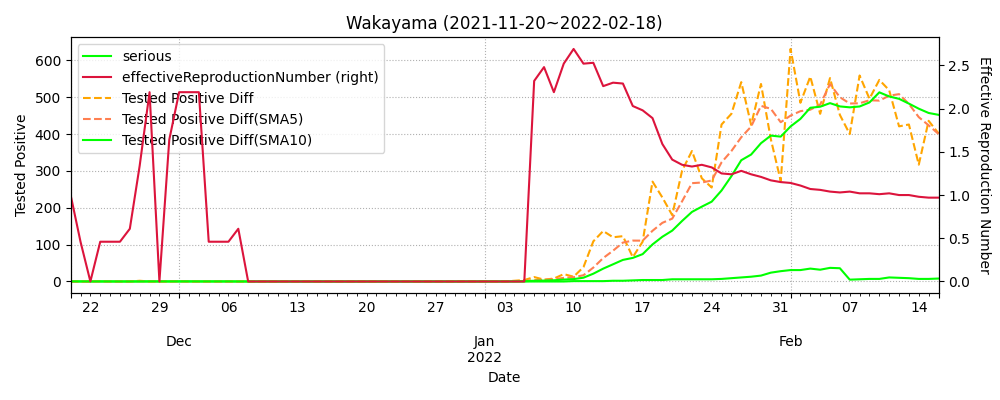 Wakayama (2021-11-20~2022-02-18)
serious
effectiveReproductionNumber (right)
Tested Positive Diff
Tested Positive Diff(SMA5)
Tested Positive Diff(SMA10)
Tested Positive
600
500
400
300
200
100
0
2.5
2.0
1.5
1.0
0.5
0.0
Effective Reproduction Number
22 29 06 13 20 27 03 10 17 24 31 07 14
Dec Jan Feb
2022
Date